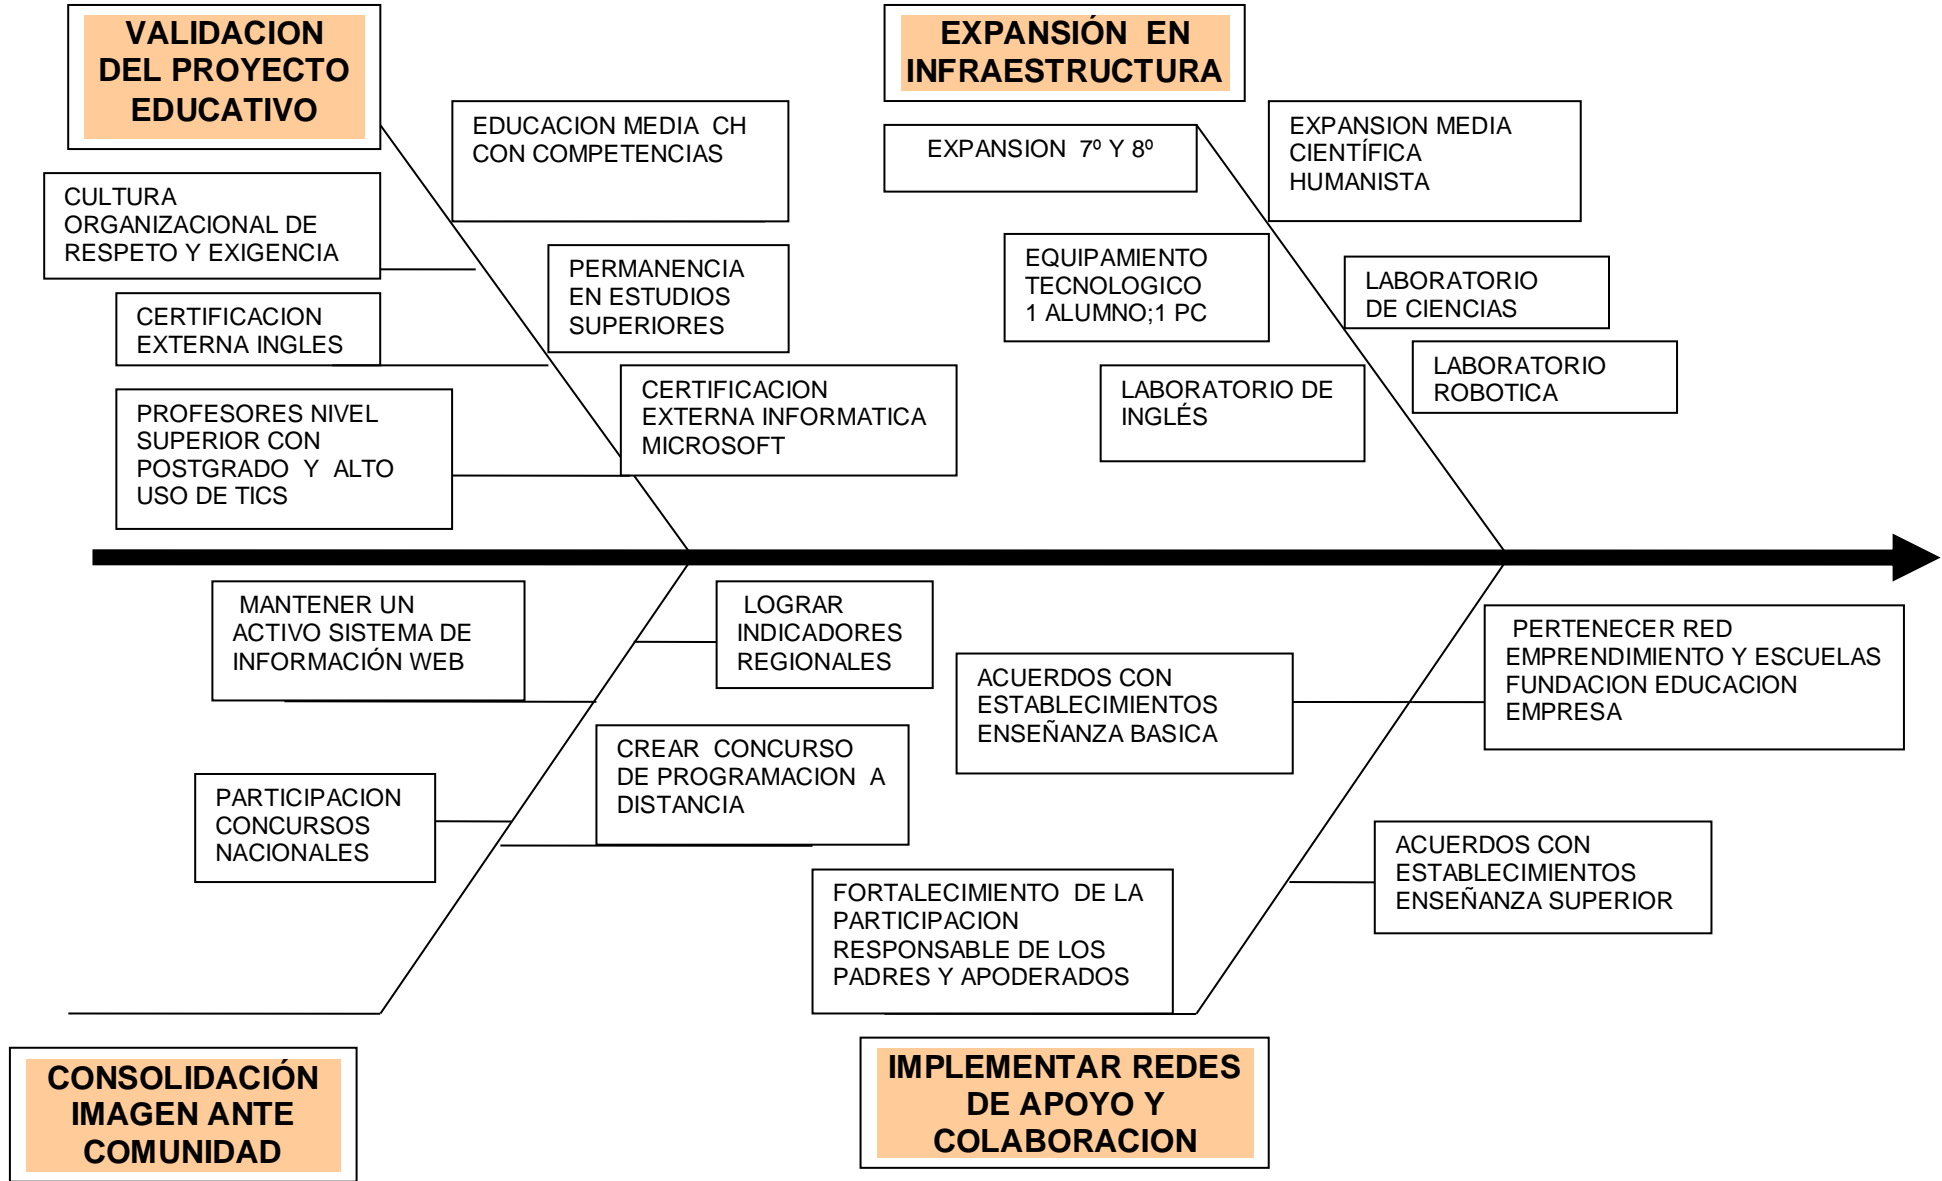 VALIDACION
DEL PROYECTO
EDUCATIVO
EDUCACION MEDIA CH
CON COMPETENCIAS
CULTURA
ORGANIZACIONAL DE
RESPETO Y EXIGENCIA
PERMANENCIA
EN ESTUDIOS
SUPERIORES
CERTIFICACION
EXTERNA INGLES
CERTIFICACION
EXTERNA INFORMATICA
MICROSOFT
PROFESORES NIVEL
SUPERIOR CON
POSTGRADO Y ALTO
USO DE TICS
EXPANSIÓN EN
INFRAESTRUCTURA
EXPANSION 7º Y 8º
EXPANSION MEDIA
CIENTÍFICA
HUMANISTA
EQUIPAMIENTO
TECNOLOGICO
1 ALUMNO;1 PC
LABORATORIO
DE CIENCIAS
LABORATORIO DE
INGLÉS
LABORATORIO
ROBOTICA
MANTENER UN
ACTIVO SISTEMA DE
INFORMACIÓN WEB
LOGRAR
INDICADORES
REGIONALES
CREAR CONCURSO
DE PROGRAMACION A
DISTANCIA
PARTICIPACION
CONCURSOS
NACIONALES
CONSOLIDACIÓN
IMAGEN ANTE
COMUNIDAD
ACUERDOS CON
ESTABLECIMIENTOS
ENSEÑANZA BASICA
PERTENECER RED
EMPRENDIMIENTO Y ESCUELAS
FUNDACION EDUCACION
EMPRESA
ACUERDOS CON
ESTABLECIMIENTOS
ENSEÑANZA SUPERIOR
FORTALECIMIENTO DE LA
PARTICIPACION
RESPONSABLE DE LOS
PADRES Y APODERADOS
IMPLEMENTAR REDES
DE APOYO Y
COLABORACION